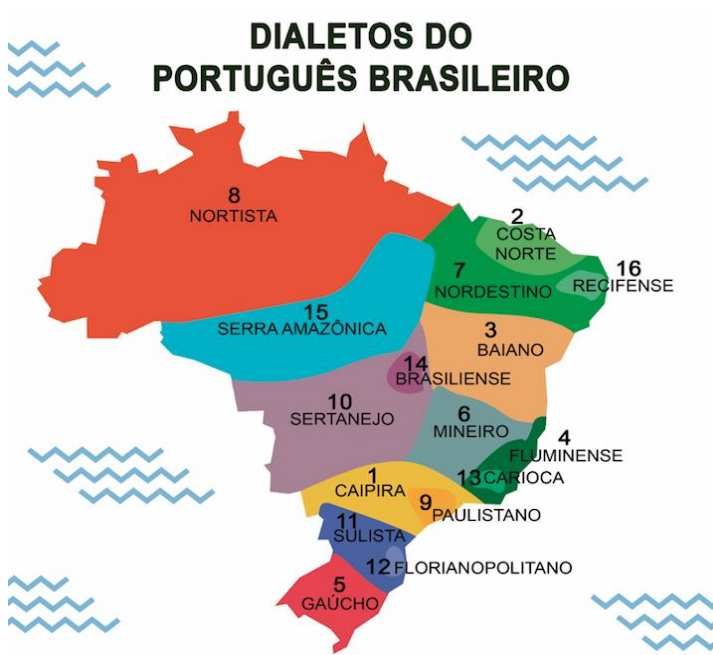 DIALETOS DO
PORTUGUÊS BRASILEIRO
8
NORTISTA
2
COSTA
NORTE
7
NORDESTINO
16
RECIFENSE
15
SERRA AMAZÔNICA
3
BAIANO
14
BRASILIENSE
10
SERTANEJO
6
MINEIRO
4
FLUMINENSE
13 CARIOCA
1
CAIPIRA
9 PAULISTANO
11
SULISTA
12 FLORIANOPOLITANO
5
GAÚCHO